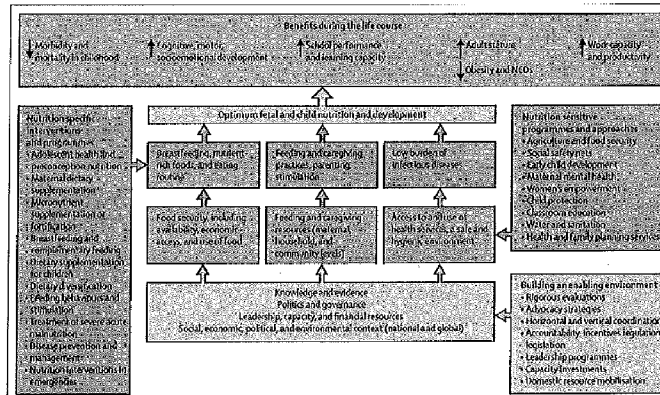 Benefits during the life course
Morbidity and
mortality in childhood
Cognitive, motor,
socioemotional development
School performance
and learning capacity
Adult stature
Obesity and NCDs
Work capacity
and productivity
Nutrition specific
interventions
and programmes
• Adolescent health and
preconception nutrition
• Maternal dietary
supplementation
• Micronutrient
supplementation or
fortification
• Breastfeeding and
complementary feeding
• Dietary supplementation
for children
• Dietary diversification
• Feeding behaviours and
stimulation
• Treatment of severe acute
malnutrition
• Disease prevention and
management
• Nutrition interventions in
emergencies
Optimum fetal and child nutrition and development
Breastfeeding, nutrient-
rich foods, and eating
routine
Feeding and caregiving
practices, parenting,
stimulation
Low burden of
infectious diseases
Food security, including
availability, economic
access, and use of food
Feeding and caregiving
resources (maternal,
household, and
community levels)
Access to and use of
health services, a safe and
hygienic environment
Knowledge and evidence
Politics and governance
Leadership, capacity, and financial resources
Social, economic, political, and environmental context (national and global)
Nutrition sensitive
programmes and approaches
• Agriculture and food security
• Social safety nets
• Early child development
• Maternal mental health
• Women's empowerment
• Child protection
• Classroom education
• Water and sanitation
• Health and family planning services
Building an enabling environment
• Rigorous evaluations
• Advocacy strategies
• Horizontal and vertical coordination
• Accountability, incentives regulation,
legislation
• Leadership programmes
• Capacity investments
• Domestic resource mobilisation